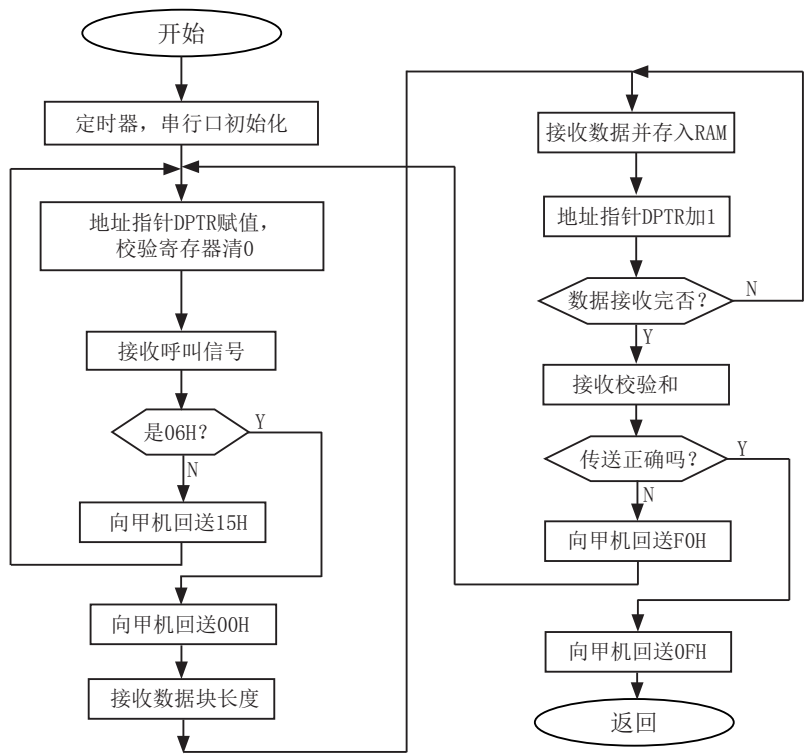 开始
定时器，串行口初始化
地址指针DPTR赋值，
校验寄存器清0
接收呼叫信号
是06H？
Y
N
向甲机回送15H
向甲机回送00H
接收数据块长度
接收数据并存入RAM
地址指针DPTR加1
数据接收完否？
N
Y
接收校验和
传送正确吗？
Y
N
向甲机回送F0H
向甲机回送0FH
返回